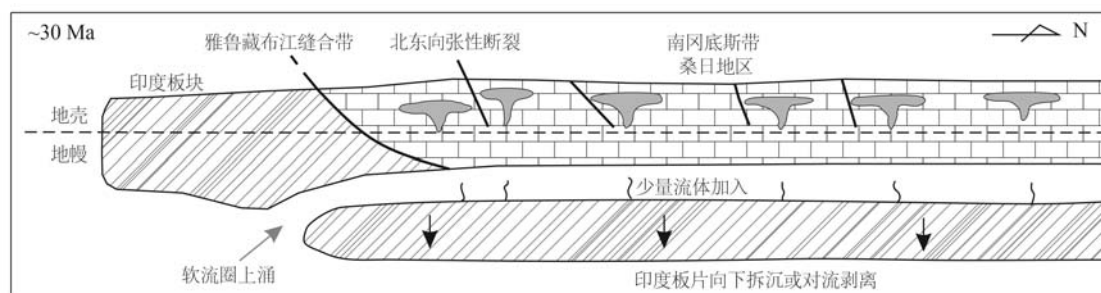 ~30 Ma
N
雅鲁藏布江缝合带
北东向张性断裂
南冈底斯带
桑日地区
印度板块
地壳
地幔
少量流体加入
软流圈上涌
印度板片向下拆沉或对流剥离